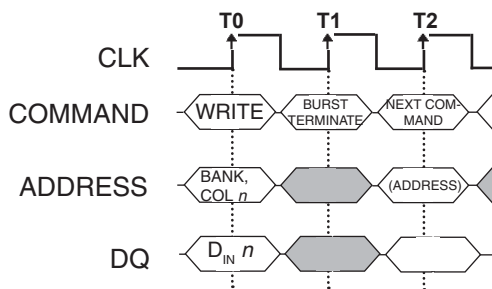 T0 T1 T2
CLK
COMMAND WRITE BURST TERMINATE NEXT COM-MAND
ADDRESS BANK, COL n (ADDRESS)
DQ DIN n